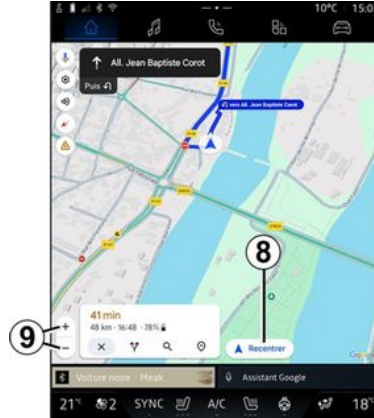 10°C 15:0
All. Jean Baptiste Corot
Puis
vers All. Jean Baptiste Corot
8
41 min
48 km · 16:48 · 78%
Recentrer
Goog
9
+
−
Voiture noire · Meak
Assistant Google
21°C 2 SYNC A/C 18°